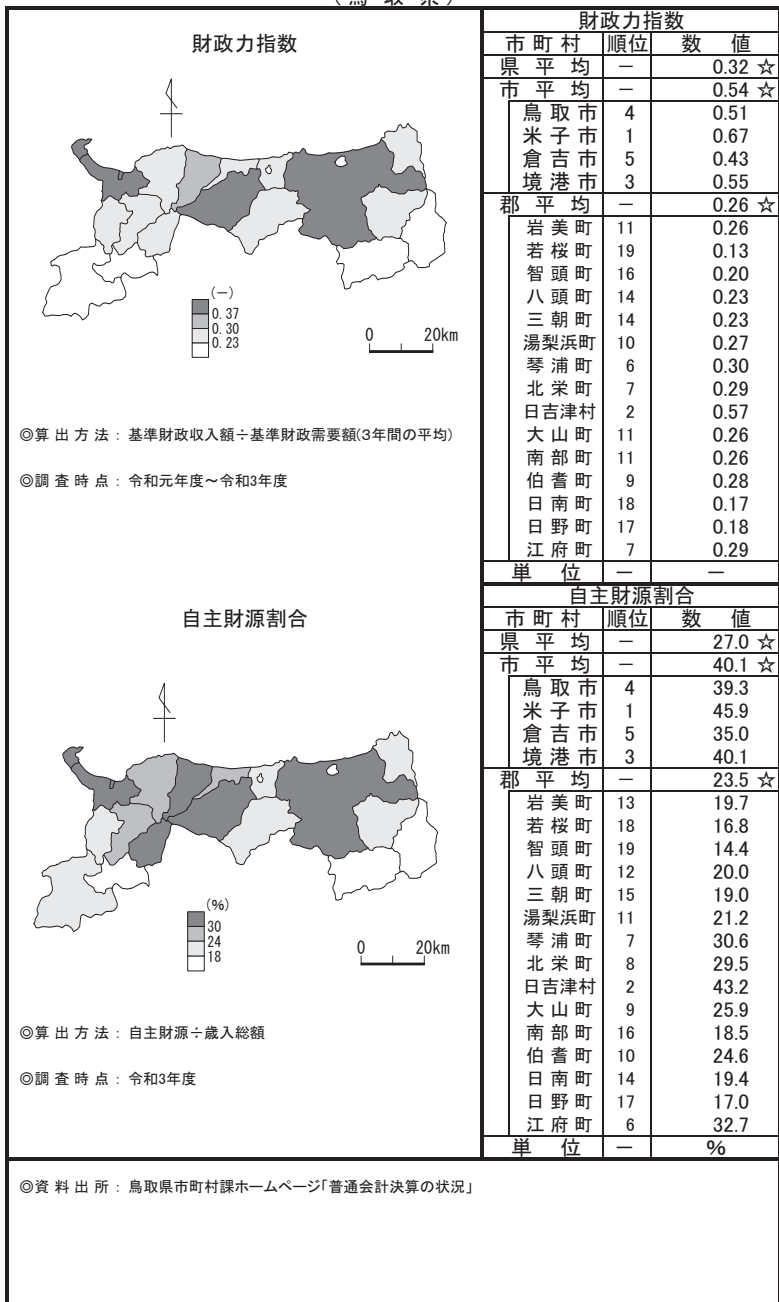 (鳥取県)
財政力指数
(－)
0.37
0.30
0.23
0 20km
◎算出方法：基準財政収入額÷基準財政需要額(3年間の平均)
◎調査時点：令和元年度～令和3年度
財政力指数
市町村 順位 数値
県平均 － 0.32 ☆
市平均 － 0.54 ☆
鳥取市 4 0.51
米子市 1 0.67
倉吉市 5 0.43
境港市 3 0.55
郡平均 － 0.26 ☆
岩美町 11 0.26
若桜町 19 0.13
智頭町 16 0.20
八頭町 14 0.23
三朝町 14 0.23
湯梨浜町 10 0.27
琴浦町 6 0.30
北栄町 7 0.29
日吉津村 2 0.57
大山町 11 0.26
南部町 11 0.26
伯耆町 9 0.28
日南町 18 0.17
日野町 17 0.18
江府町 7 0.29
単位 － －
自主財源割合
(%)
30
24
18
0 20km
◎算出方法：自主財源÷歳入総額
◎調査時点：令和3年度
自主財源割合
市町村 順位 数値
県平均 － 27.0 ☆
市平均 － 40.1 ☆
鳥取市 4 39.3
米子市 1 45.9
倉吉市 5 35.0
境港市 3 40.1
郡平均 － 23.5 ☆
岩美町 13 19.7
若桜町 18 16.8
智頭町 19 14.4
八頭町 12 20.0
三朝町 15 19.0
湯梨浜町 11 21.2
琴浦町 7 30.6
北栄町 8 29.5
日吉津村 2 43.2
大山町 9 25.9
南部町 16 18.5
伯耆町 10 24.6
日南町 14 19.4
日野町 17 17.0
江府町 6 32.7
単位 － %
◎資料出所：鳥取県市町村課ホームページ「普通会計決算の状況」